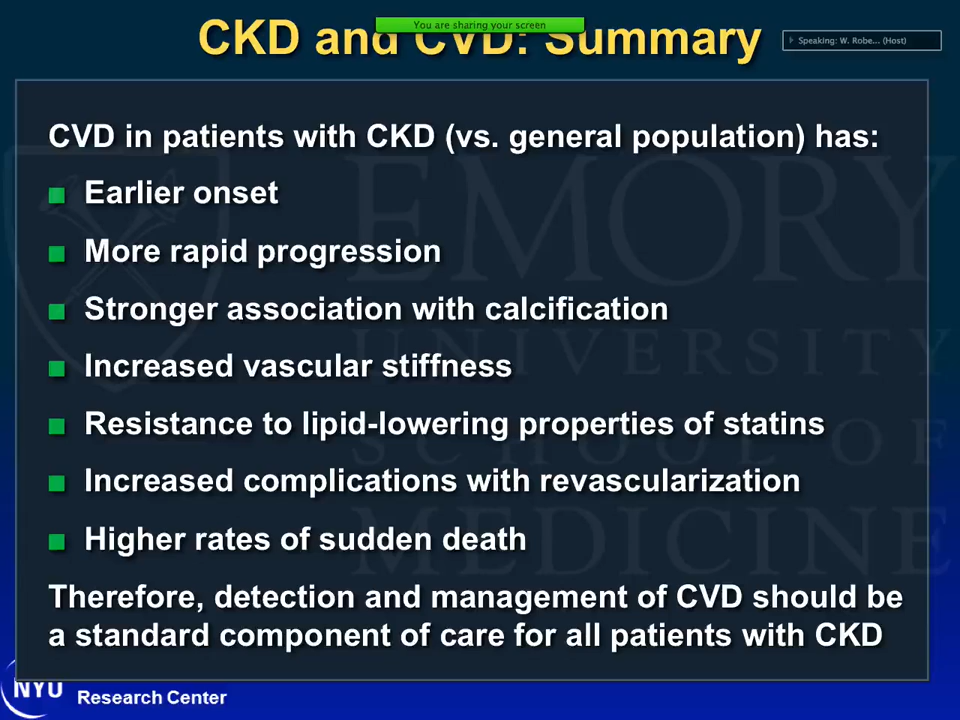 You are sharing your screen
CKD and CVD: Summary
Speaking: W. Robe... (Host)
CVD in patients with CKD (vs. general population) has:
Earlier onset
More rapid progression
Stronger association with calcification
Increased vascular stiffness
Resistance to lipid-lowering properties of statins
Increased complications with revascularization
Higher rates of sudden death
Therefore, detection and management of CVD should be
a standard component of care for all patients with CKD
EMORY
UNIVERSITY
SCHOOL OF
MEDICINE
NYU
Research Center